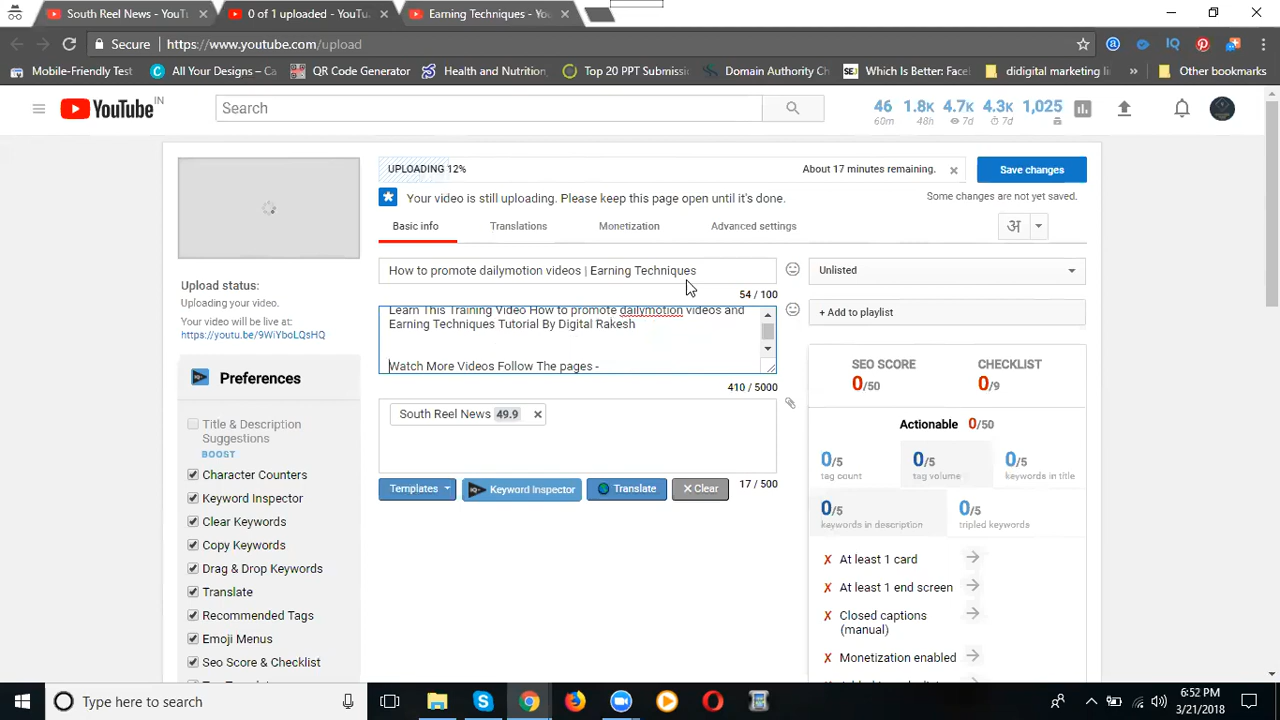 South Reel News - YouT
0 of 1 uploaded - YouTu
Earning Techniques - Yo
Secure
https://www.youtube.com/upload
Mobile-Friendly Test
All Your Designs – Ca
QR Code Generator
Health and Nutrition
Top 20 PPT Submissi
Domain Authority Ch
Which Is Better: Facel
didigital marketing li
»
Other bookmarks
YouTube IN
Search
46 1.8K 4.7K 4.3K 1,025
60m 48h 7d 7d
UPLOADING 12%
About 17 minutes remaining.
Save changes
Your video is still uploading. Please keep this page open until it's done.
Some changes are not yet saved.
Basic info
Translations
Monetization
Advanced settings
अ
How to promote dailymotion videos | Earning Techniques
54 / 100
Unlisted
Upload status:
Uploading your video.
Your video will be live at:
https://youtu.be/9WiYboLQsHQ
Learn This Training Video How to promote dailymotion videos and
Earning Techniques Tutorial By Digital Rakesh
Watch More Videos Follow The pages -
410 / 5000
+ Add to playlist
Preferences
Title & Description
Suggestions
BOOST
Character Counters
Keyword Inspector
Clear Keywords
Copy Keywords
Drag & Drop Keywords
Translate
Recommended Tags
Emoji Menus
Seo Score & Checklist
South Reel News 49.9
Templates
Keyword Inspector
Translate
Clear
17 / 500
SEO SCORE
0/50
CHECKLIST
0/9
Actionable 0/50
0/5
tag count
0/5
tag volume
0/5
keywords in title
0/5
keywords in description
0/5
tripled keywords
At least 1 card
At least 1 end screen
Closed captions
(manual)
Monetization enabled
Type here to search
6:52 PM
3/21/2018